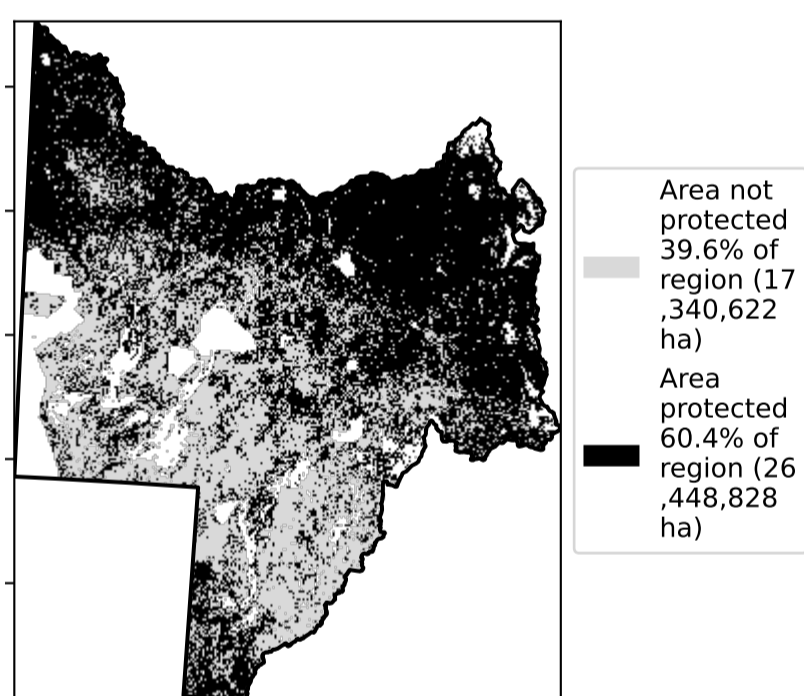 Area not
protected
39.6% of
region (17
,340,622
ha)
Area
protected
60.4% of
region (26
,448,828
ha)